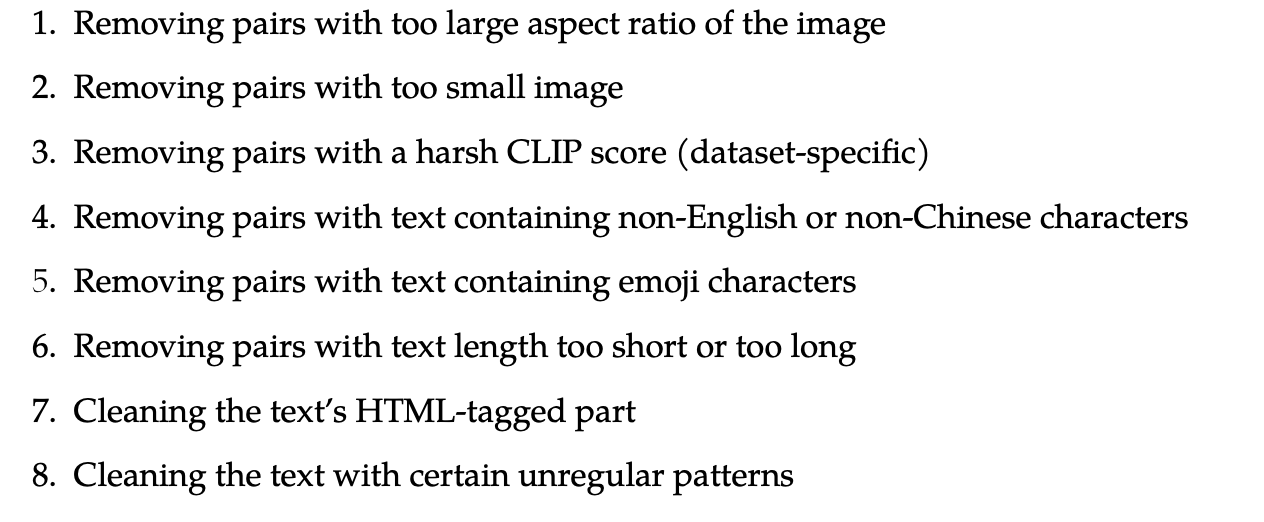 1. Removing pairs with too large aspect ratio of the image
2. Removing pairs with too small image
3. Removing pairs with a harsh CLIP score (dataset-specific)
4. Removing pairs with text containing non-English or non-Chinese characters
5. Removing pairs with text containing emoji characters
6. Removing pairs with text length too short or too long
7. Cleaning the text’s HTML-tagged part
8. Cleaning the text with certain unregular patterns